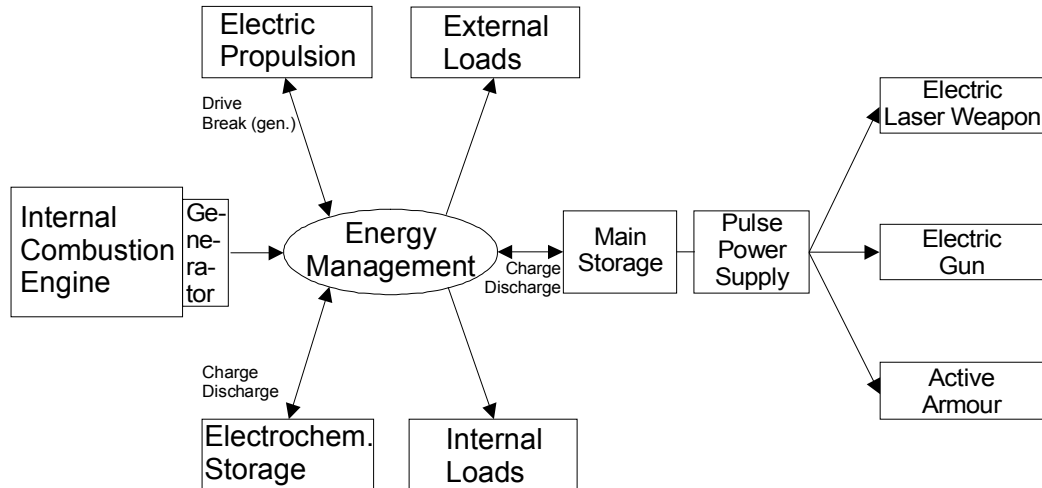 Electric
Propulsion
External
Loads
Drive
Break (gen.)
Electric
Laser Weapon
Internal
Combustion
Engine
Ge-
ne-
ra-
tor
Energy
Management
Charge
Discharge
Main
Storage
Pulse
Power
Supply
Electric
Gun
Charge
Discharge
Electrochem.
Storage
Internal
Loads
Active
Armour